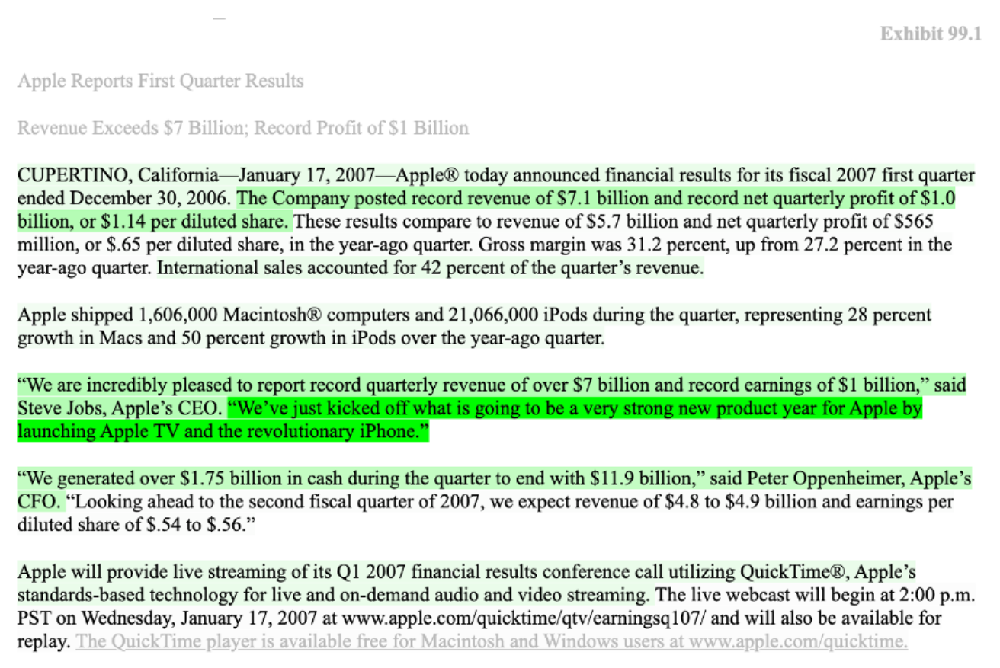 Exhibit 99.1
Apple Reports First Quarter Results
Revenue Exceeds $7 Billion; Record Profit of $1 Billion
CUPERTINO, California—January 17, 2007—Apple® today announced financial results for its fiscal 2007 first quarter
ended December 30, 2006. The Company posted record revenue of $7.1 billion and record net quarterly profit of $1.0
billion, or $1.14 per diluted share. These results compare to revenue of $5.7 billion and net quarterly profit of $565
million, or $.65 per diluted share, in the year-ago quarter. Gross margin was 31.2 percent, up from 27.2 percent in the
year-ago quarter. International sales accounted for 42 percent of the quarter’s revenue.
Apple shipped 1,606,000 Macintosh® computers and 21,066,000 iPods during the quarter, representing 28 percent
growth in Macs and 50 percent growth in iPods over the year-ago quarter.
“We are incredibly pleased to report record quarterly revenue of over $7 billion and record earnings of $1 billion,” said
Steve Jobs, Apple’s CEO. “We’ve just kicked off what is going to be a very strong new product year for Apple by
launching Apple TV and the revolutionary iPhone.”
“We generated over $1.75 billion in cash during the quarter to end with $11.9 billion,” said Peter Oppenheimer, Apple’s
CFO. “Looking ahead to the second fiscal quarter of 2007, we expect revenue of $4.8 to $4.9 billion and earnings per
diluted share of $.54 to $.56.”
Apple will provide live streaming of its Q1 2007 financial results conference call utilizing QuickTime®, Apple’s
standards-based technology for live and on-demand audio and video streaming. The live webcast will begin at 2:00 p.m.
PST on Wednesday, January 17, 2007 at www.apple.com/quicktime/qtv/earningsq107/ and will also be available for
replay. The QuickTime player is available free for Macintosh and Windows users at www.apple.com/quicktime.